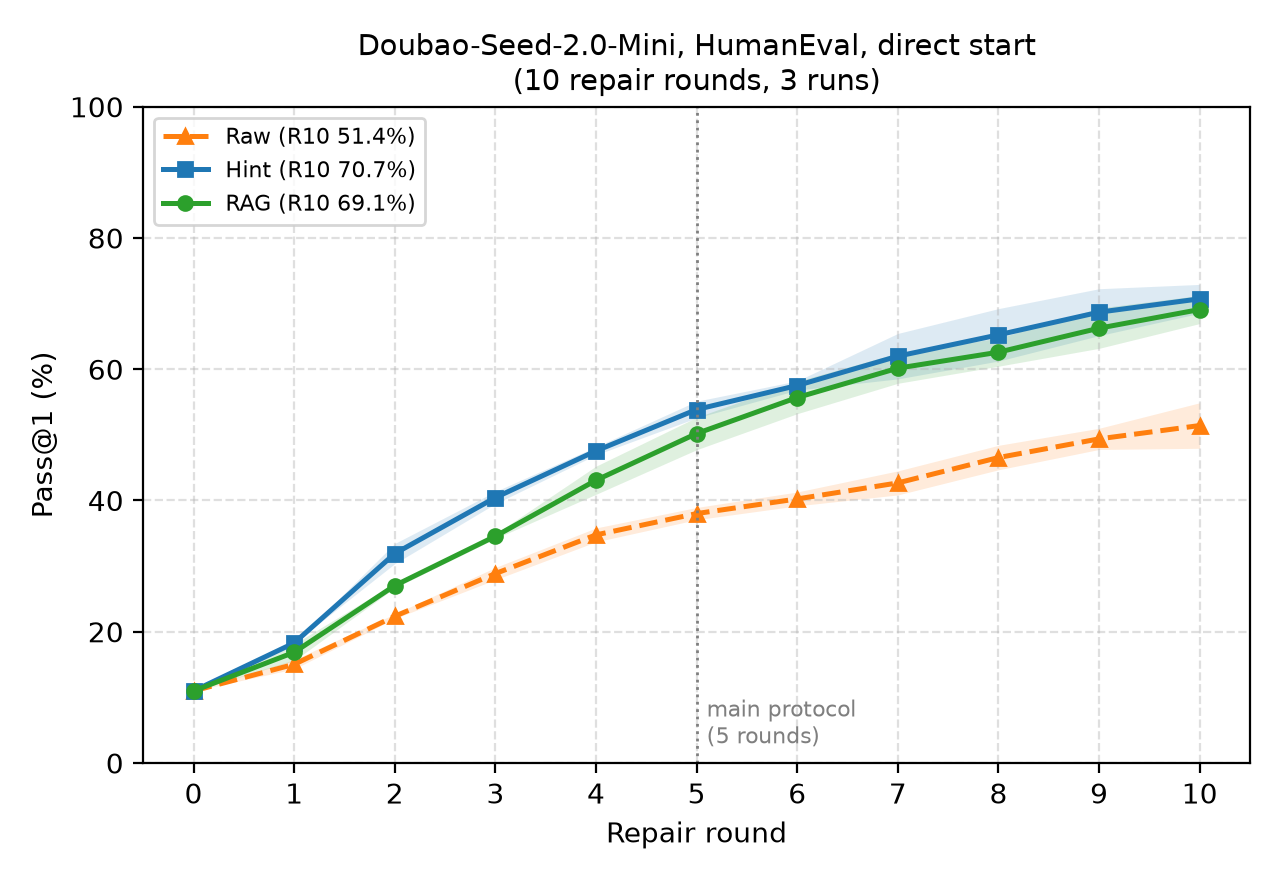 Doubao-Seed-2.0-Mini, HumanEval, direct start
(10 repair rounds, 3 runs)
Pass@1 (%)
100
80
60
40
20
0
Raw (R10 51.4%)
Hint (R10 70.7%)
RAG (R10 69.1%)
main protocol
(5 rounds)
0 1 2 3 4 5 6 7 8 9 10
Repair round